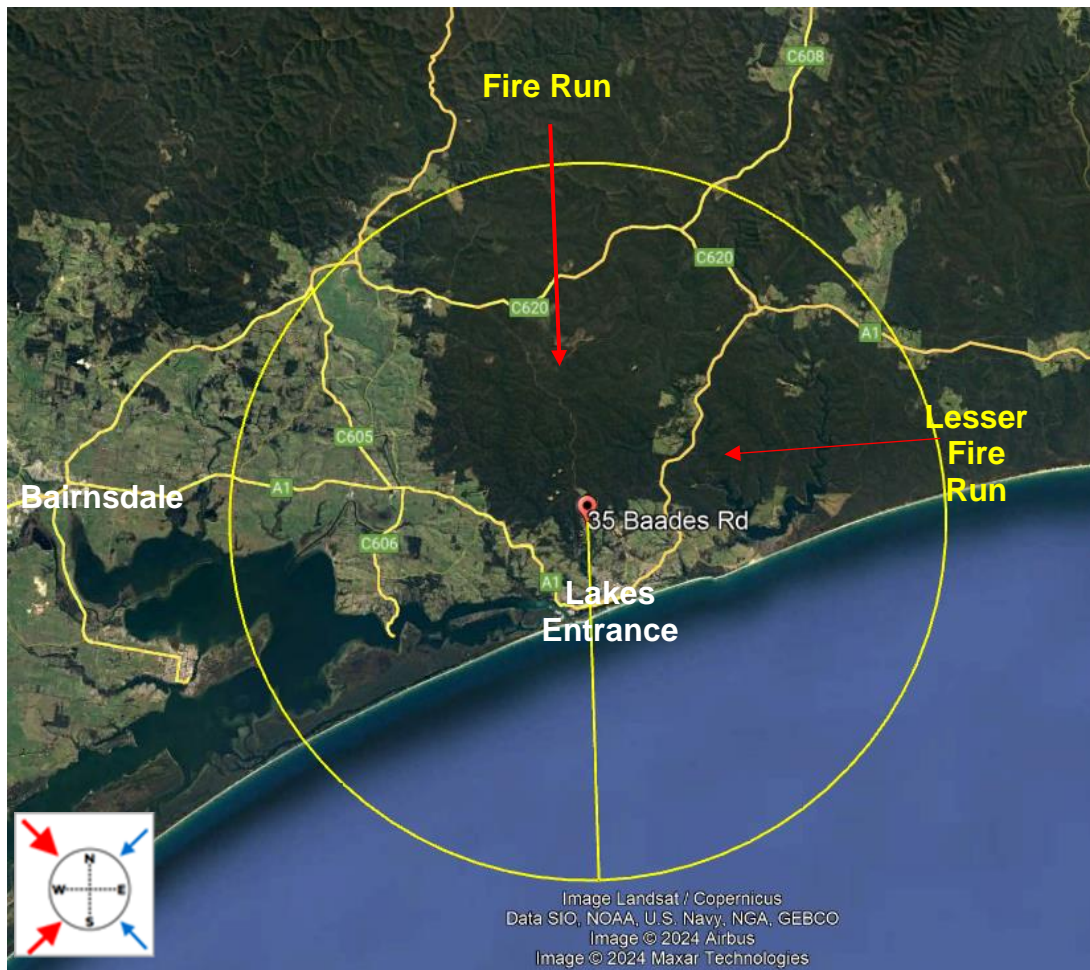 C608
Fire Run
C620
C620
A1
Lesser
Fire
Run
C605
Bairnsdale
A1
35 Baades Rd
C606
A1
Lakes
Entrance
N
W E
S
Image Landsat / Copernicus
Data SIO, NOAA, U.S. Navy, NGA, GEBCO
Image © 2024 Airbus
Image © 2024 Maxar Technologies